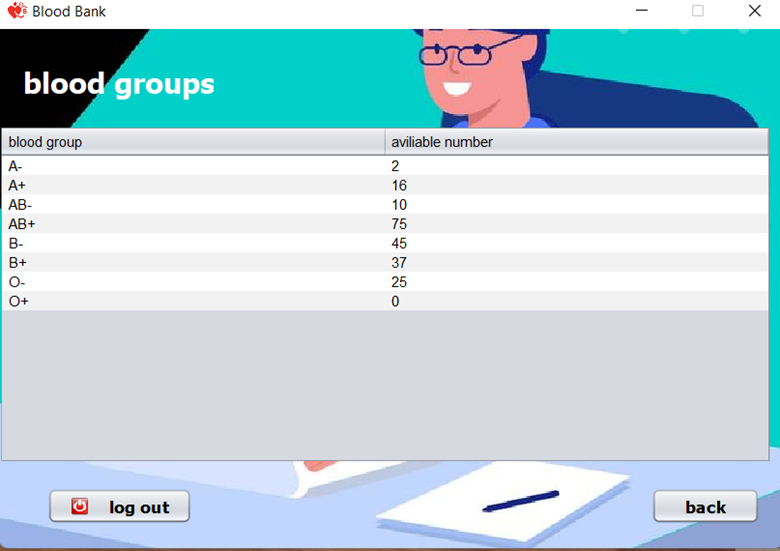 Blood Bank
blood groups
blood group aviliable number
A- 2
A+ 16
AB- 10
AB+ 75
B- 45
B+ 37
O- 25
O+ 0
log out back